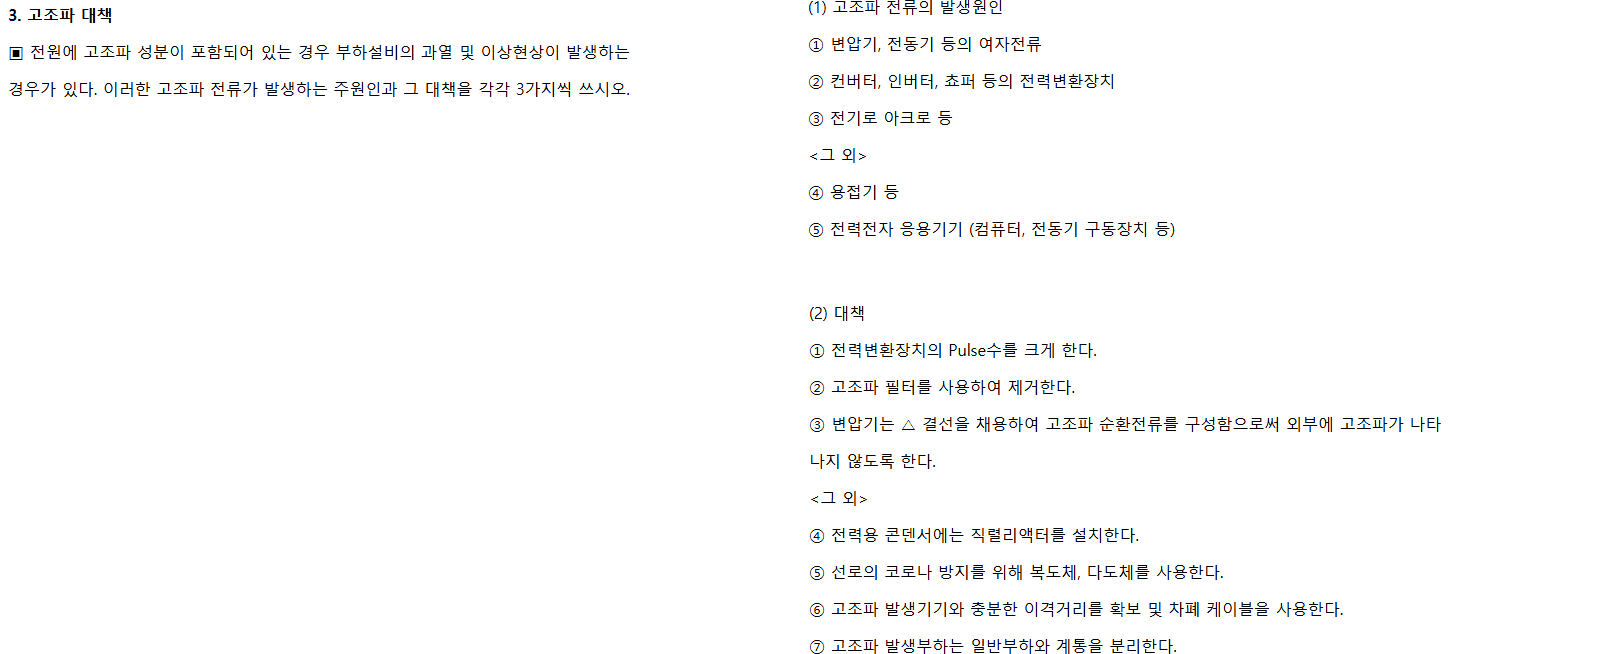 3. 고조파 대책
▣ 전원에 고조파 성분이 포함되어 있는 경우 부하설비의 과열 및 이상현상이 발생하는
경우가 있다. 이러한 고조파 전류가 발생하는 주원인과 그 대책을 각각 3가지씩 쓰시오.
(1) 고조파 전류의 발생원인
① 변압기, 전동기 등의 여자전류
② 컨버터, 인버터, 쵸퍼 등의 전력변환장치
③ 전기로 아크로 등
<그 외>
④ 용접기 등
⑤ 전력전자 응용기기 (컴퓨터, 전동기 구동장치 등)
(2) 대책
① 전력변환장치의 Pulse수를 크게 한다.
② 고조파 필터를 사용하여 제거한다.
③ 변압기는 △ 결선을 채용하여 고조파 순환전류를 구성함으로써 외부에 고조파가 나타
나지 않도록 한다.
<그 외>
④ 전력용 콘덴서에는 직렬리액터를 설치한다.
⑤ 선로의 코로나 방지를 위해 복도체, 다도체를 사용한다.
⑥ 고조파 발생기기와 충분한 이격거리를 확보 및 차폐 케이블을 사용한다.
⑦ 고조파 발생부하는 일반부하와 계통을 분리한다.